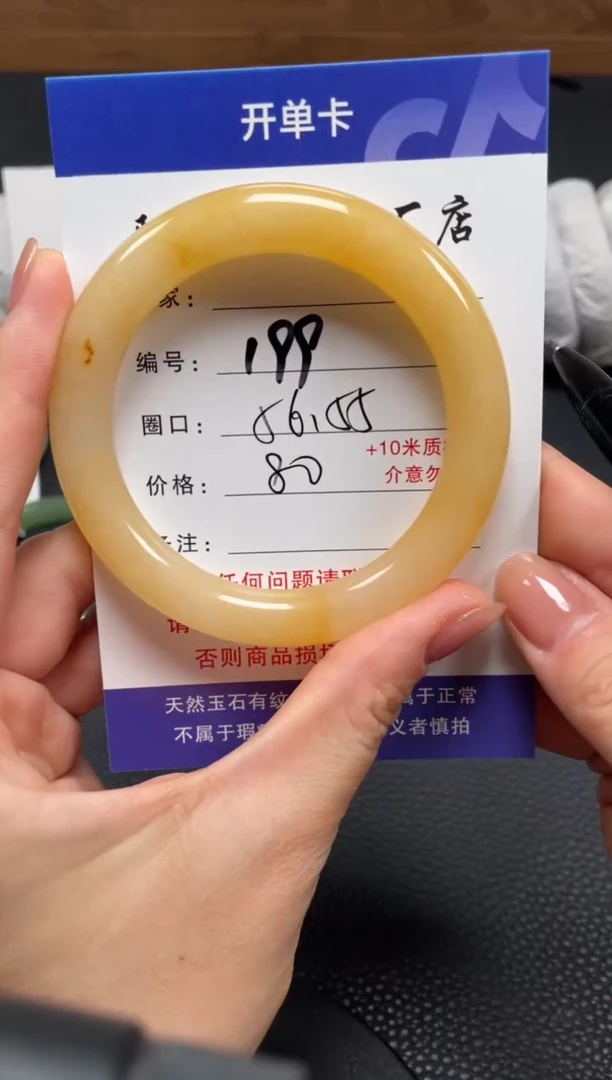 开单卡
店
家：
编号： 199
圈口： 56.55
+10米质
价格： 80
介意勿
注：
任何问题请联
请
否则商品损
天然玉石有纹 属于正常
不属于瑕 义者慎拍